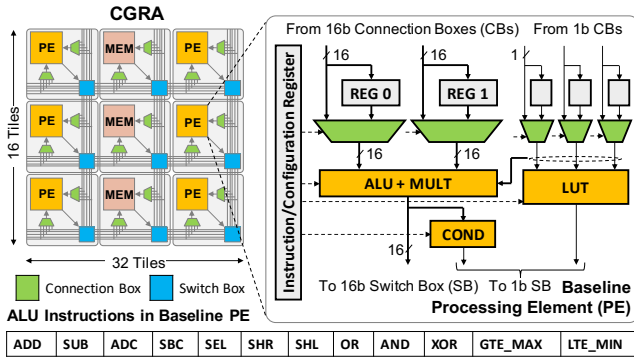 CGRA
PE
MEM
PE
PE
MEM
PE
PE
MEM
PE
16 Tiles
32 Tiles
Connection Box
Switch Box
From 16b Connection Boxes (CBs)
From 1b CBs
16
16
1
REG 0
REG 1
Instruction/Configuration Register
16
16
ALU + MULT
LUT
COND
16
To 16b Switch Box (SB)
To 1b SB
Baseline
Processing Element (PE)
ALU Instructions in Baseline PE
ADD SUB ADC SBC SEL SHR SHL OR AND XOR GTE_MAX LTE_MIN